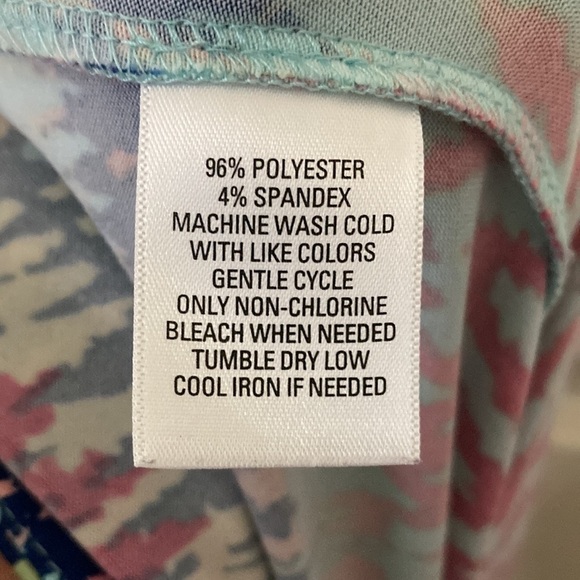 96% POLYESTER
4% SPANDEX
MACHINE WASH COLD
WITH LIKE COLORS
GENTLE CYCLE
ONLY NON-CHLORINE
BLEACH WHEN NEEDED
TUMBLE DRY LOW
COOL IRON IF NEEDED